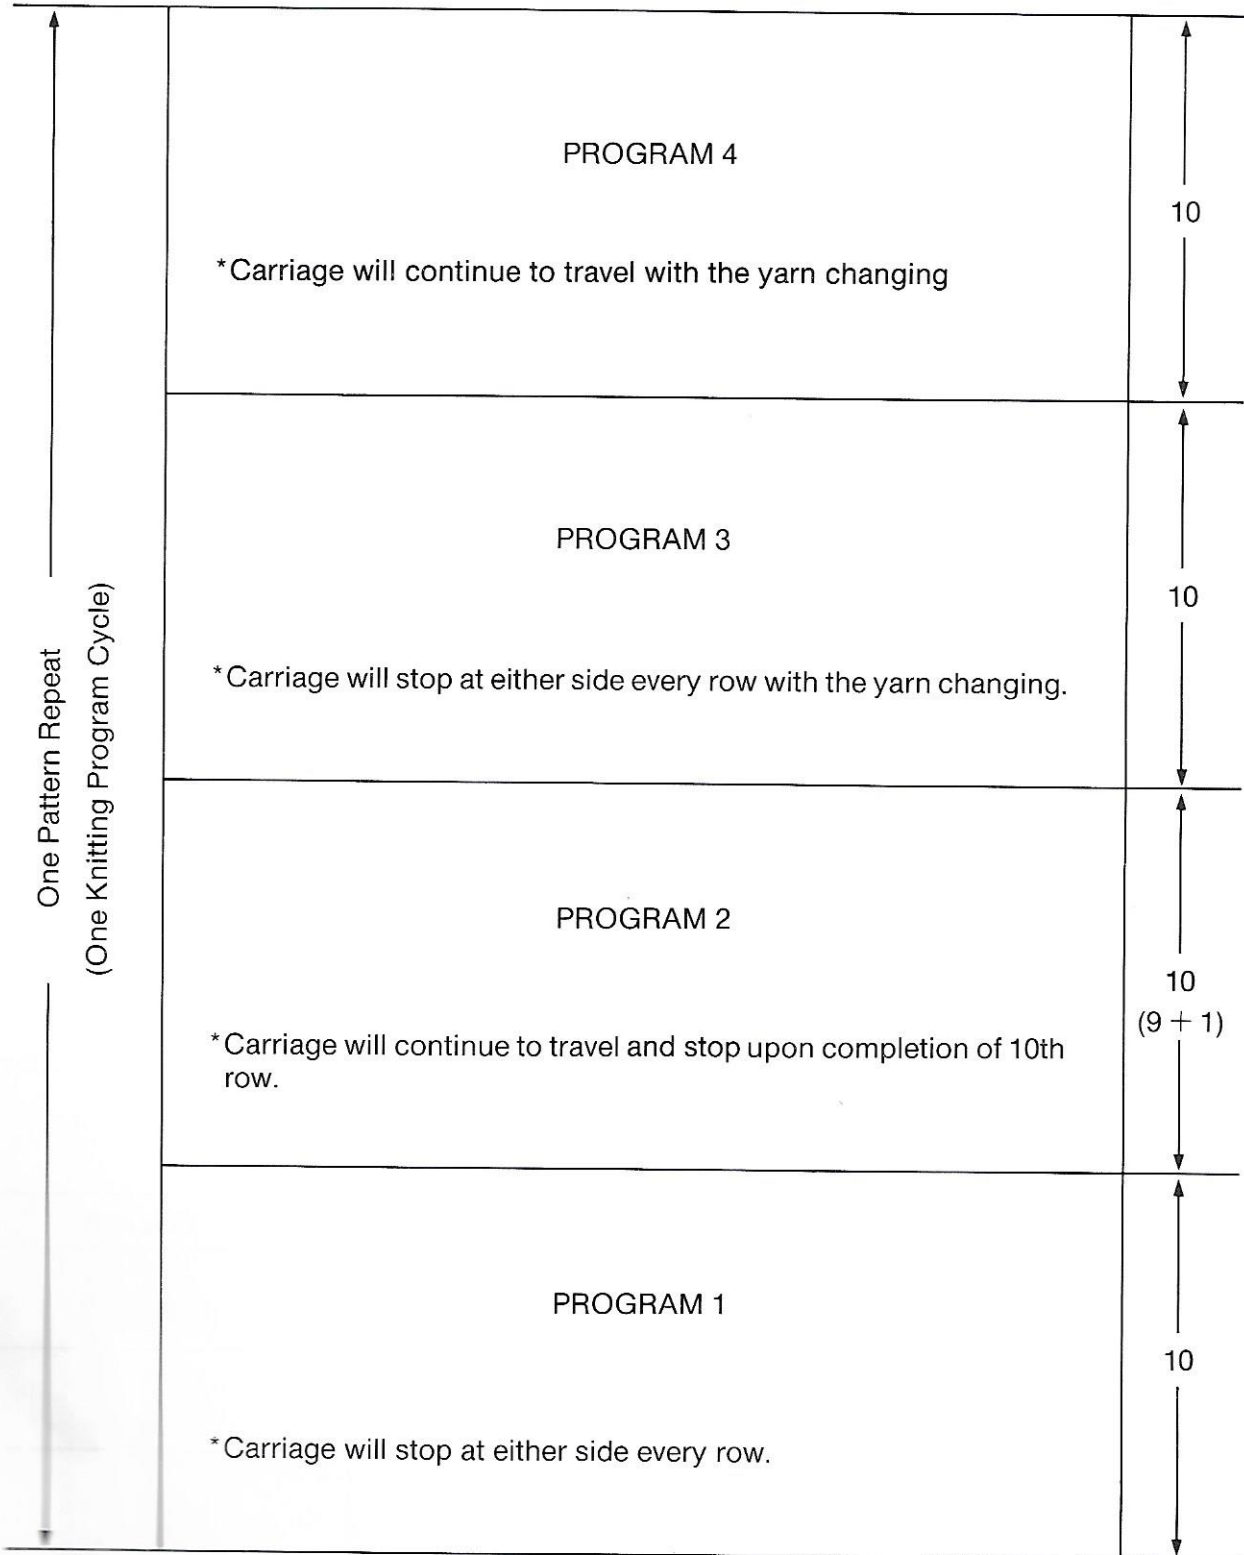 PROGRAM 4
10
*Carriage will continue to travel with the yarn changing
PROGRAM 3
10
*Carriage will stop at either side every row with the yarn changing.
One Pattern Repeat
(One Knitting Program Cycle)
PROGRAM 2
10
(9 + 1)
*Carriage will continue to travel and stop upon completion of 10th
row.
PROGRAM 1
10
*Carriage will stop at either side every row.